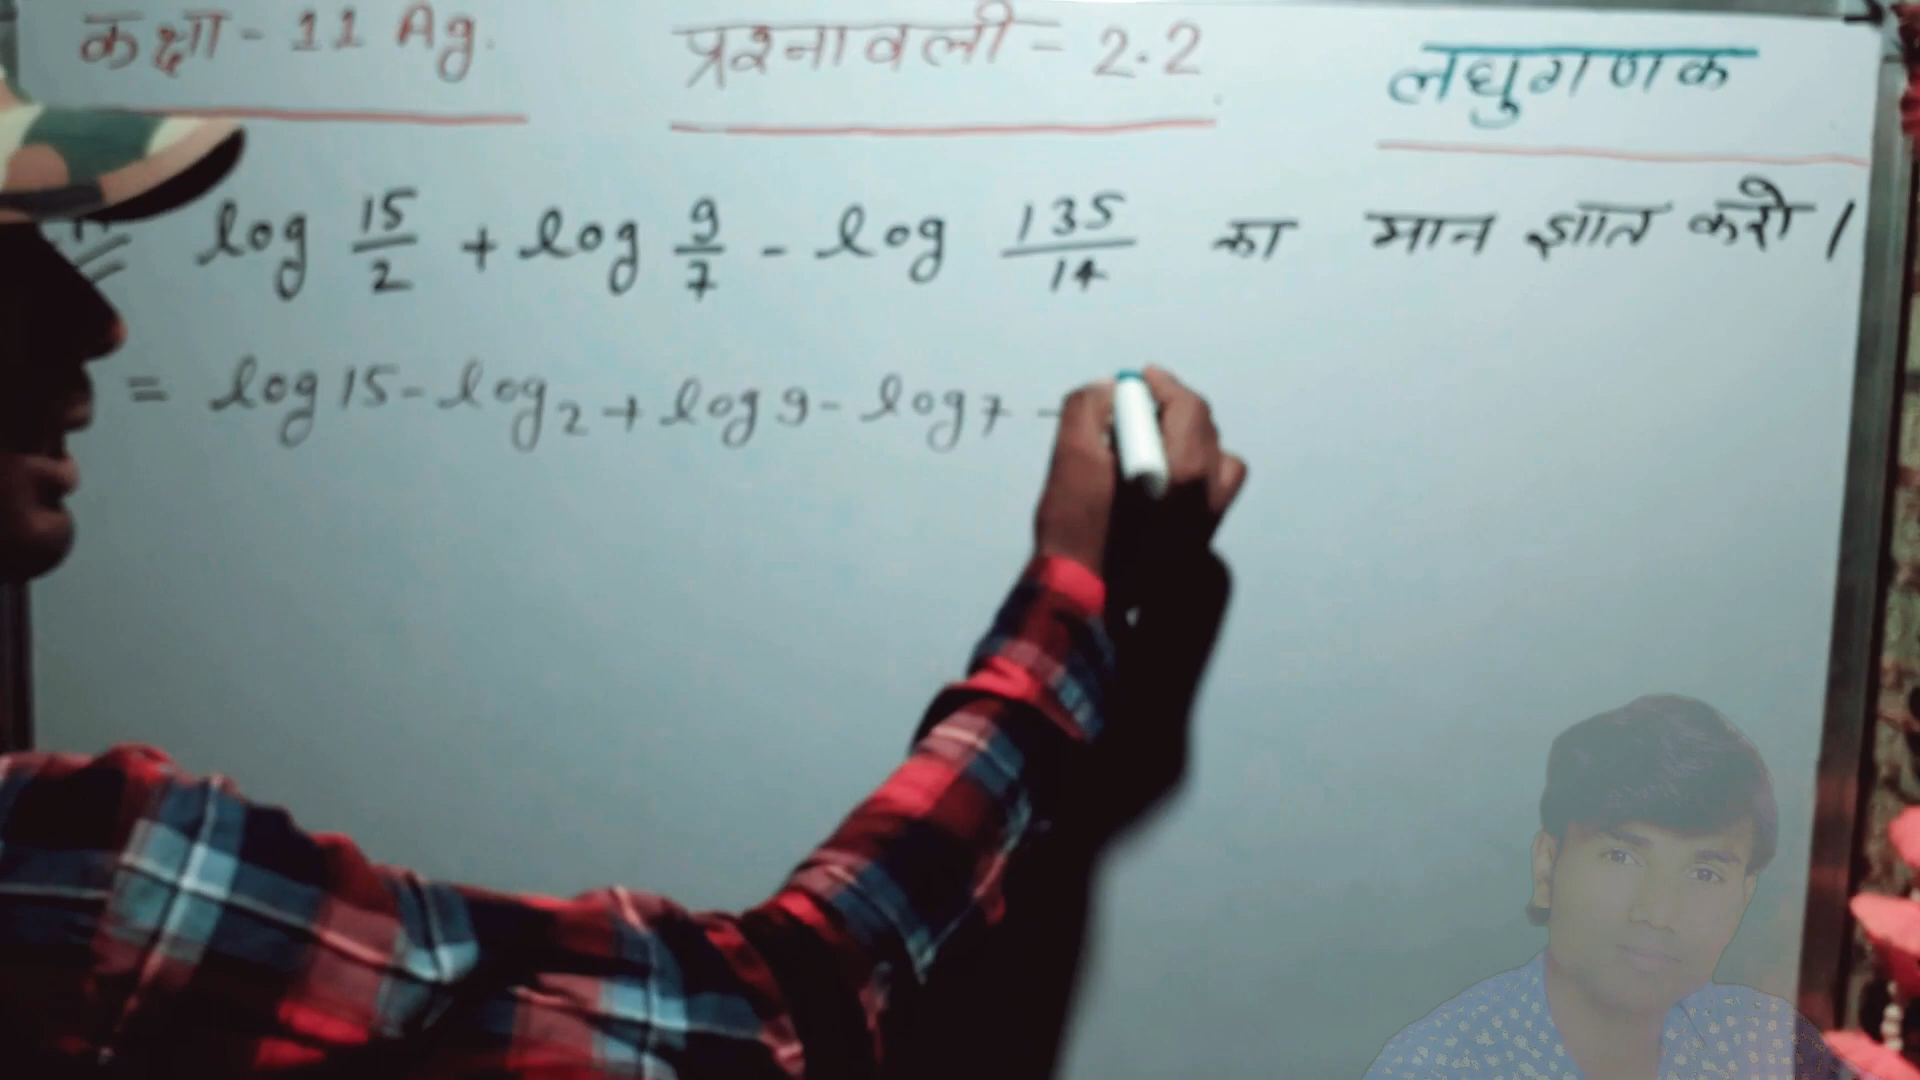 कक्षा - 11 Ag. प्रश्नावली = 2.2 लघुगणक
log 15/2 + log 9/7 - log 135/14 का मान ज्ञात करो।
= log 15 - log 2 + log 9 - log 7 -